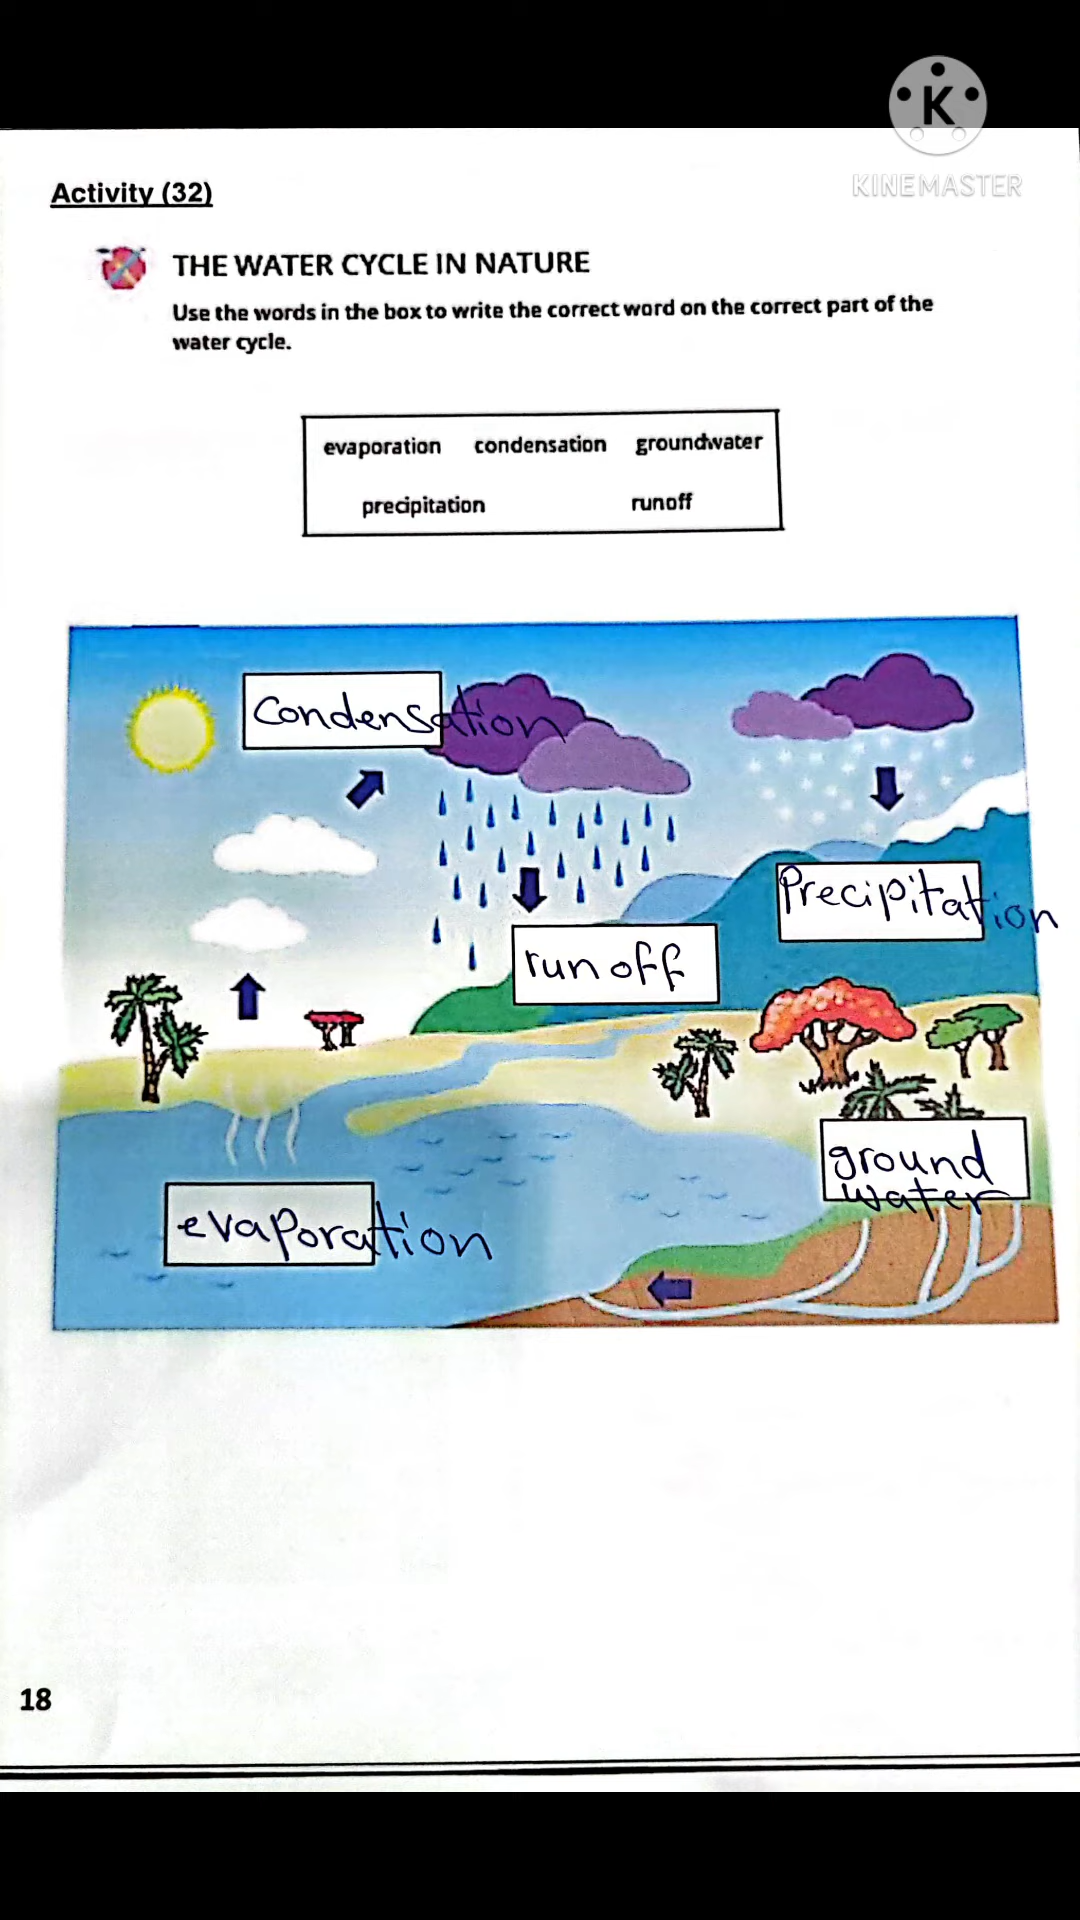 K
KINEMASTER
Activity (32)
THE WATER CYCLE IN NATURE
Use the words in the box to write the correct word on the correct part of the
water cycle.
evaporation condensation groundwater
precipitation runoff
condensation
Precipitation
run off
ground
water
evaporation
18